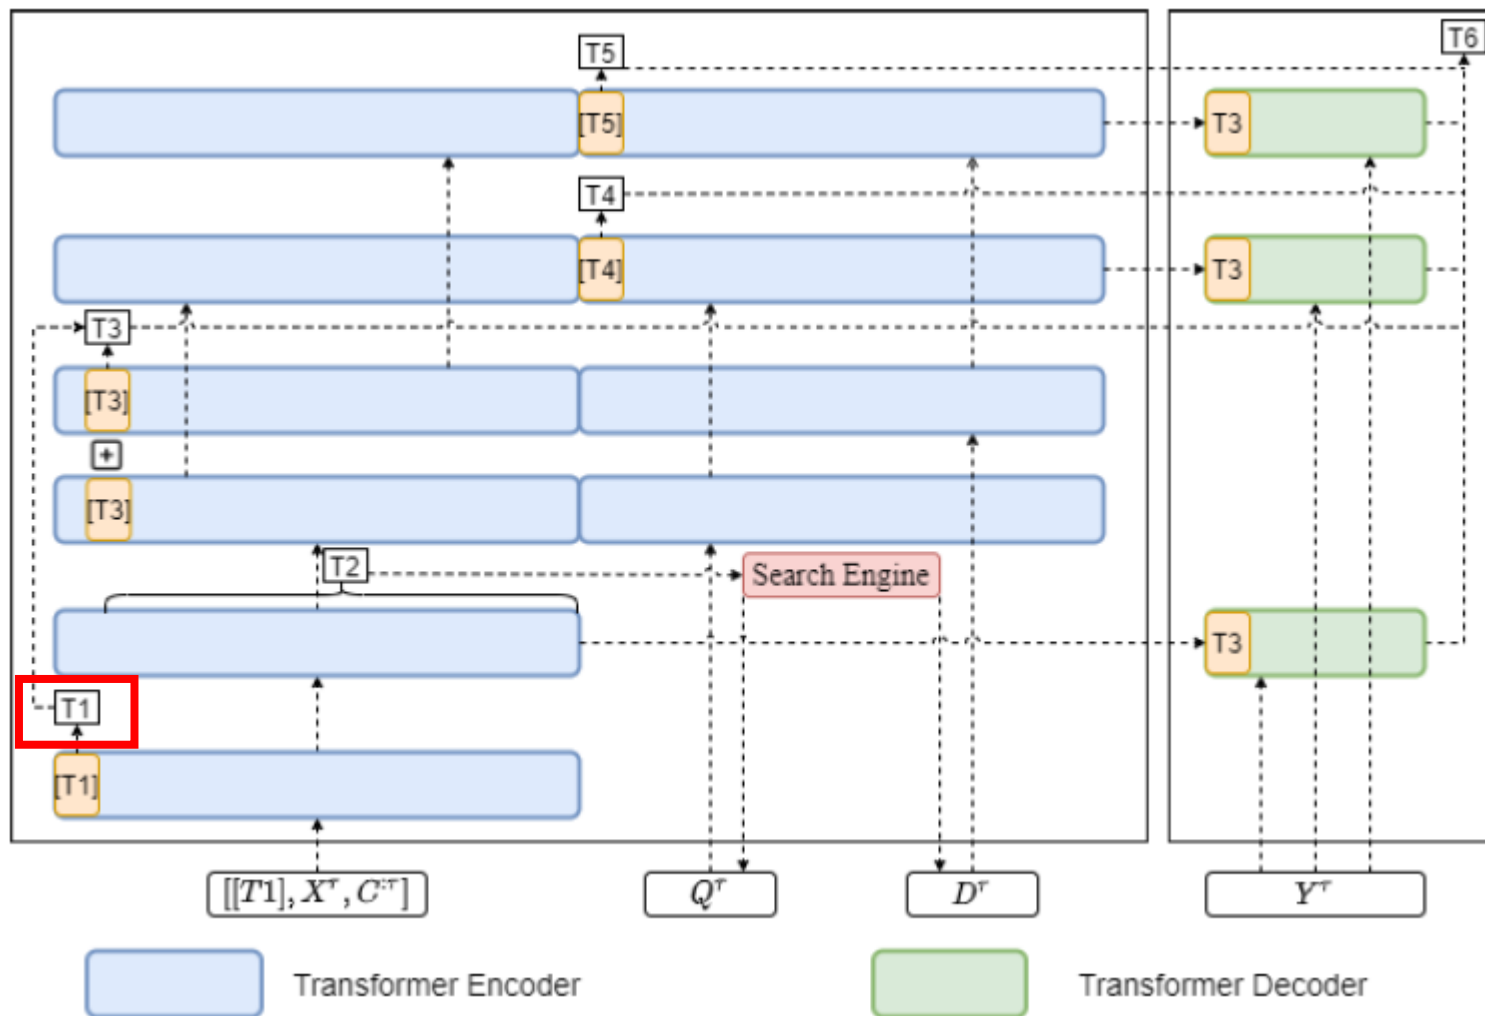 T5
T6
[T5]
T3
T4
[T4]
T3
T3
[T3]
[T3]
T2
Search Engine
T3
T1
[T1]
[[T1], X^τ, C^{:τ}]
Q^τ
D^τ
Y^τ
Transformer Encoder
Transformer Decoder